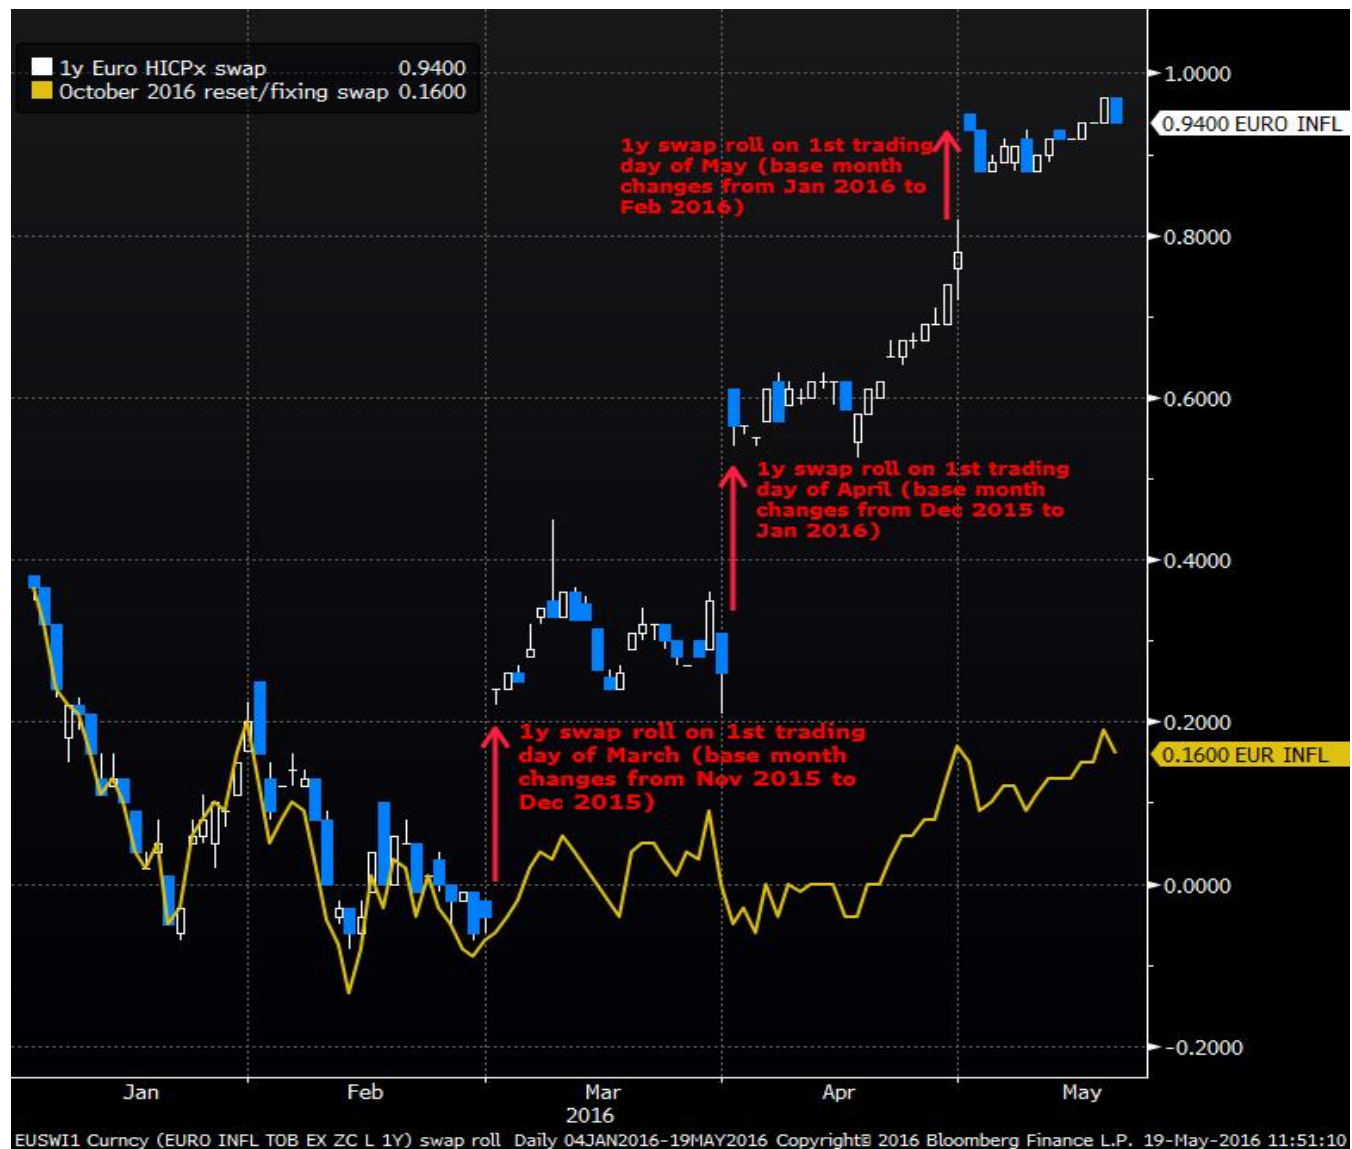 1y Euro HICPx swap 0.9400
October 2016 reset/fixing swap 0.1600
1.0000
0.9400 EURO INFL
1y swap roll on 1st trading
day of May (base month
changes from Jan 2016 to
Feb 2016)
0.8000
0.6000
1y swap roll on 1st trading
day of April (base month
changes from Dec 2015 to
Jan 2016)
0.4000
0.2000
1y swap roll on 1st trading
day of March (base month
changes from Nov 2015 to
Dec 2015)
0.1600 EUR INFL
0.0000
-0.2000
Jan Feb Mar Apr May
2016
EUSWI1 Curncy (EURO INFL TOB EX ZC L 1Y) swap roll Daily 04JAN2016-19MAY2016 Copyright© 2016 Bloomberg Finance L.P. 19-May-2016 11:51:10